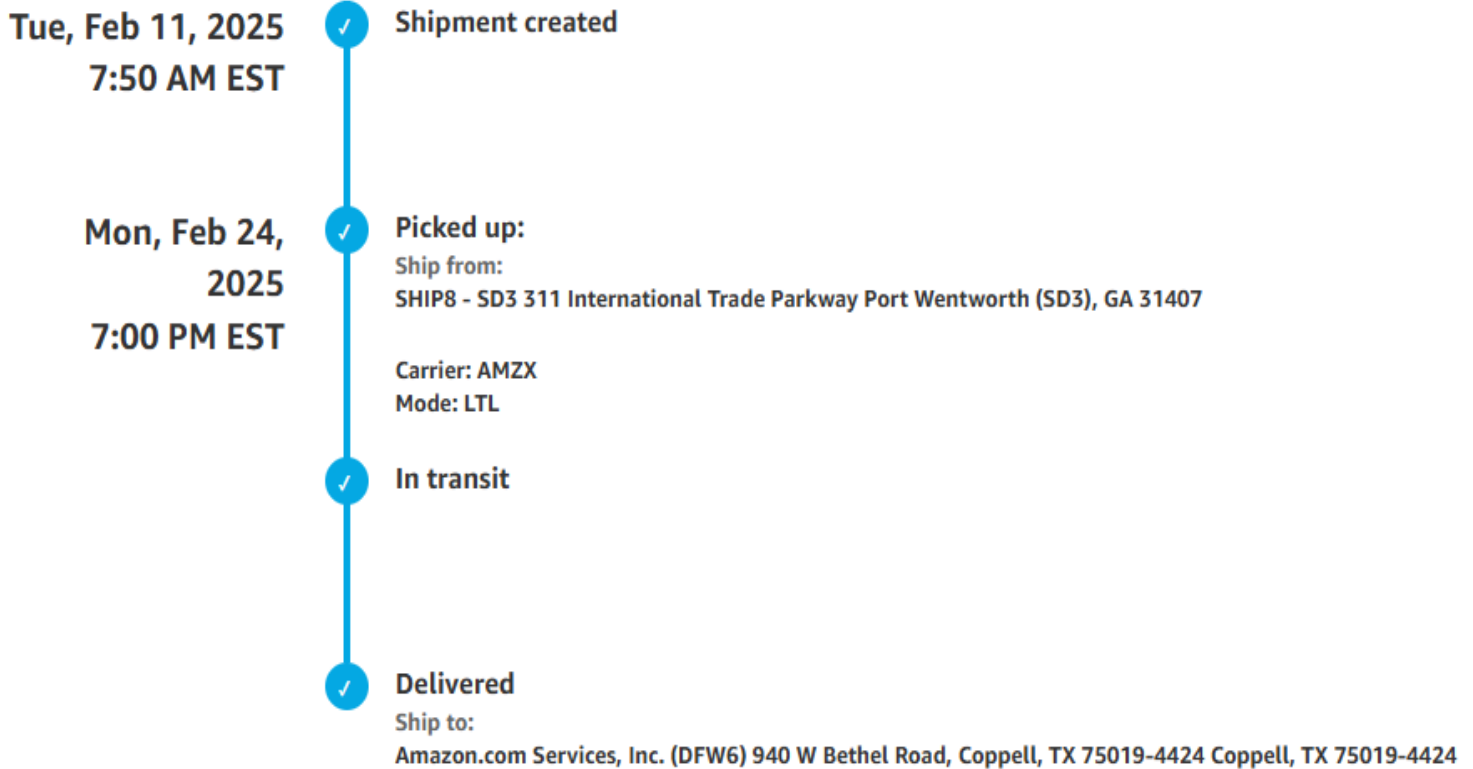 Tue, Feb 11, 2025
7:50 AM EST
Shipment created
Mon, Feb 24,
2025
7:00 PM EST
Picked up:
Ship from:
SHIP8 - SD3 311 International Trade Parkway Port Wentworth (SD3), GA 31407
Carrier: AMZX
Mode: LTL
In transit
Delivered
Ship to:
Amazon.com Services, Inc. (DFW6) 940 W Bethel Road, Coppell, TX 75019-4424 Coppell, TX 75019-4424